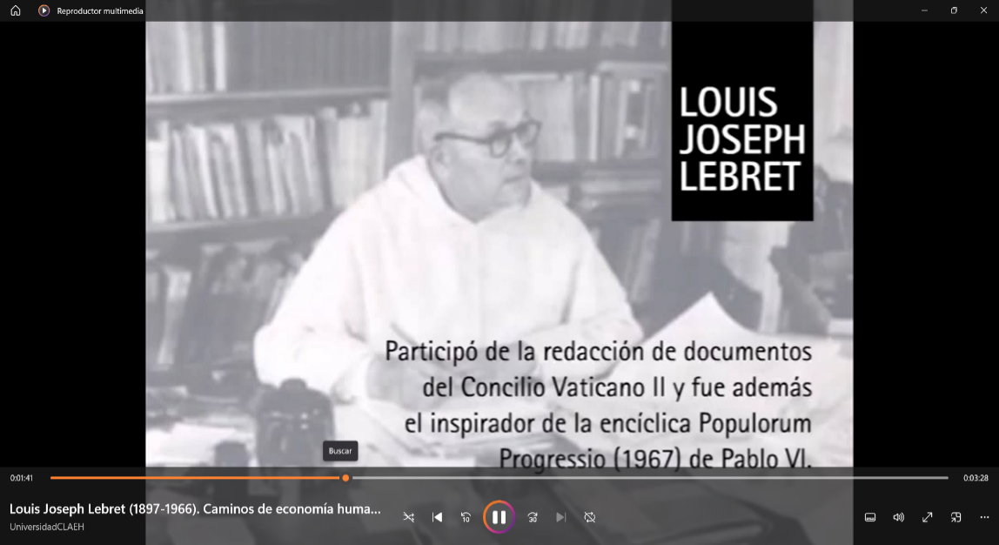 Reproductor multimedia
LOUIS
JOSEPH
LEBRET
Participó de la redacción de documentos
del Concilio Vaticano II y fue además
el inspirador de la encíclica Populorum
Progressio (1967) de Pablo VI.
Buscar
0:01:41
0:03:28
Louis Joseph Lebret (1897-1966). Caminos de economía huma...
UniversidadCLAEH
10
30